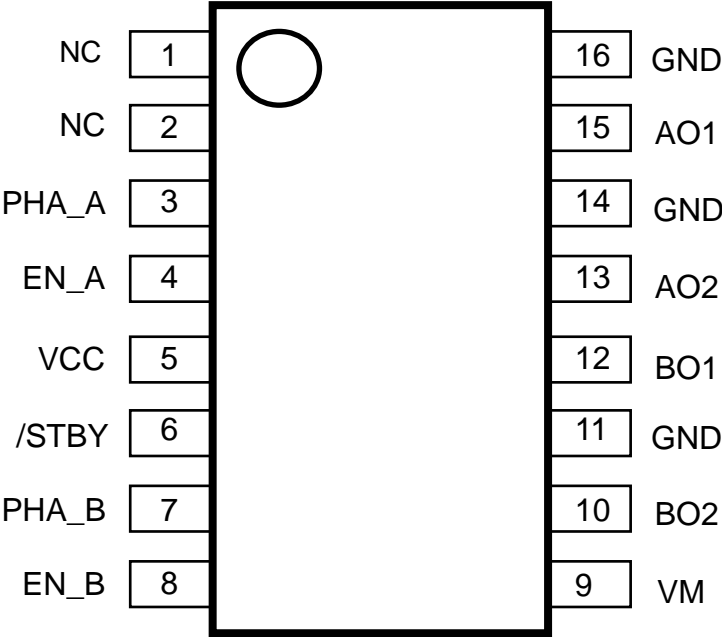 NC 1 16 GND
NC 2 15 AO1
PHA_A 3 14 GND
EN_A 4 13 AO2
VCC 5 12 BO1
/STBY 6 11 GND
PHA_B 7 10 BO2
EN_B 8 9 VM